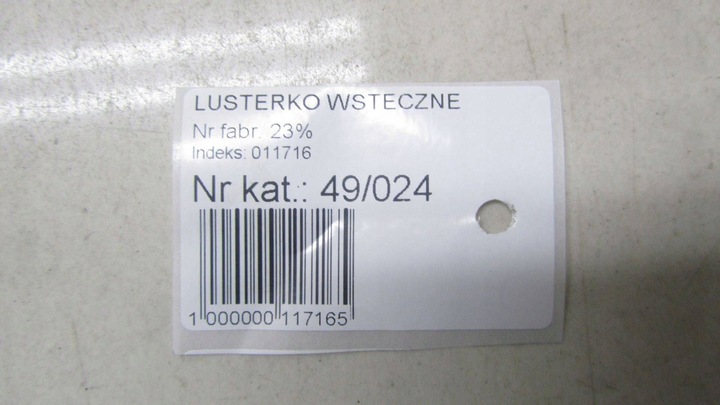 LUSTERKO WSTECZNE
Nr fabr. 23%
Indeks: 011716
Nr kat.: 49/024
1 000000 117165